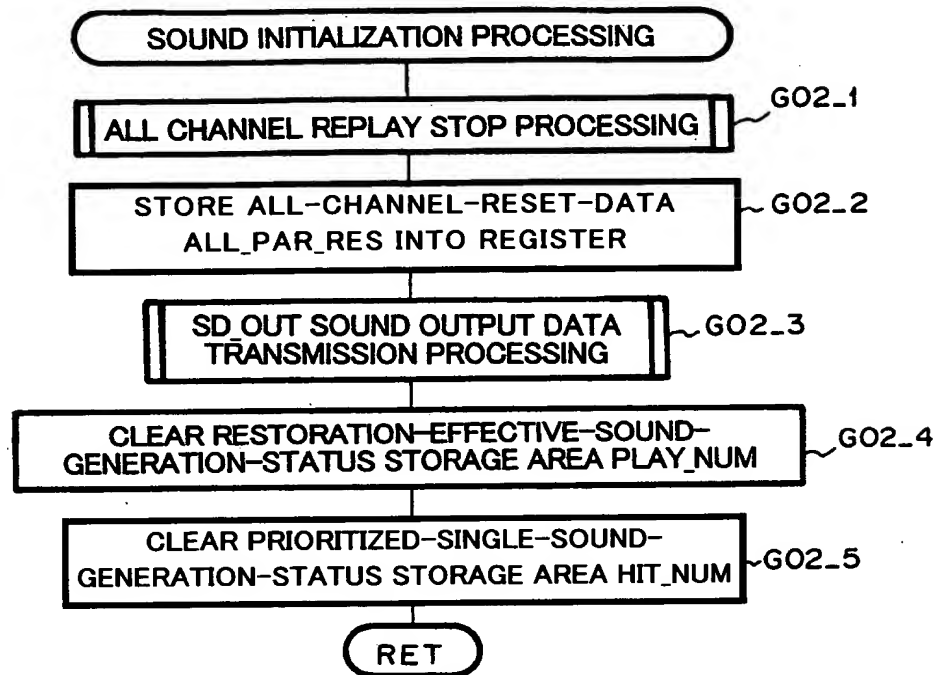 SOUND INITIALIZATION PROCESSING
ALL CHANNEL REPLAY STOP PROCESSING
G02_1
STORE ALL-CHANNEL-RESET-DATA
ALL_PAR_RES INTO REGISTER
G02_2
SD_OUT SOUND OUTPUT DATA
TRANSMISSION PROCESSING
G02_3
CLEAR RESTORATION-EFFECTIVE-SOUND-
GENERATION-STATUS STORAGE AREA PLAY_NUM
G02_4
CLEAR PRIORITIZED-SINGLE-SOUND-
GENERATION-STATUS STORAGE AREA HIT_NUM
G02_5
RET